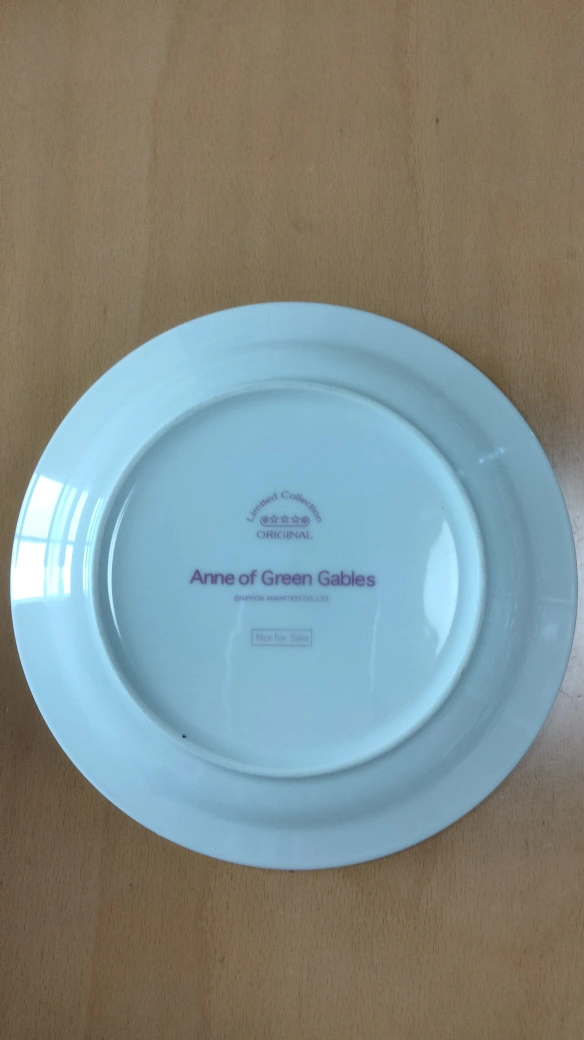 Limited Collection
ORIGINAL
Anne of Green Gables
©NIPPON ANIMATION CO.,LTD.
Not for Sale